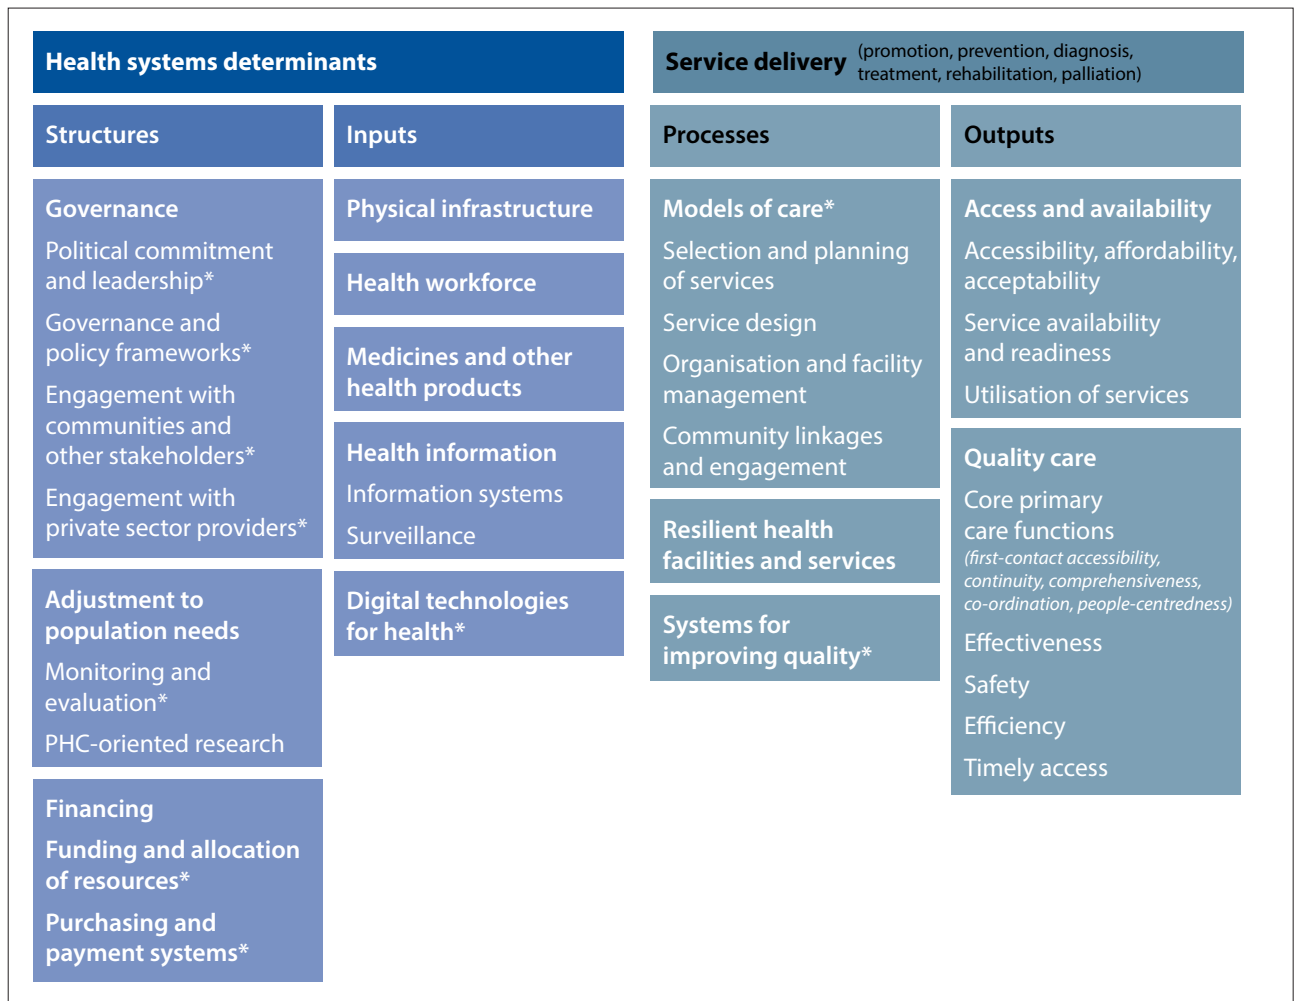 Health systems determinants
Structures
Governance
Political commitment
and leadership*
Governance and
policy frameworks*
Engagement with
communities and
other stakeholders*
Engagement with
private sector providers*
Adjustment to
population needs
Monitoring and
evaluation*
PHC-oriented research
Financing
Funding and allocation
of resources*
Purchasing and
payment systems*
Inputs
Physical infrastructure
Health workforce
Medicines and other
health products
Health information
Information systems
Surveillance
Digital technologies
for health*
Service delivery (promotion, prevention, diagnosis,
treatment, rehabilitation, palliation)
Processes
Models of care*
Selection and planning
of services
Service design
Organisation and facility
management
Community linkages
and engagement
Resilient health
facilities and services
Systems for
improving quality*
Outputs
Access and availability
Accessibility, affordability,
acceptability
Service availability
and readiness
Utilisation of services
Quality care
Core primary
care functions
(first-contact accessibility,
continuity, comprehensiveness,
co-ordination, people-centredness)
Effectiveness
Safety
Efficiency
Timely access